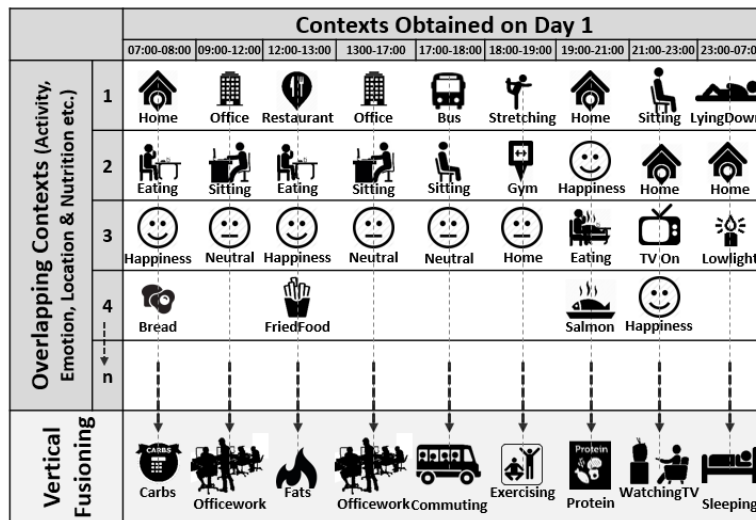 Contexts Obtained on Day 1
07:00-08:00 09:00-12:00 12:00-13:00 1300-17:00 17:00-18:00 18:00-19:00 19:00-21:00 21:00-23:00 23:00-07:0
Overlapping Contexts (Activity,
Emotion, Location & Nutrition etc.)
1
Home Office Restaurant Office Bus Stretching Home Sitting LyingDown
2
Eating Sitting Eating Sitting Sitting Gym Happiness Home Home
3
Happiness Neutral Happiness Neutral Neutral Home Eating TV On Lowlight
4
Bread FriedFood Salmon Happiness
n
Vertical
Fusioning
CARBS
Protein
Carbs Officework Fats Officework Commuting Exercising Protein WatchingTV Sleeping